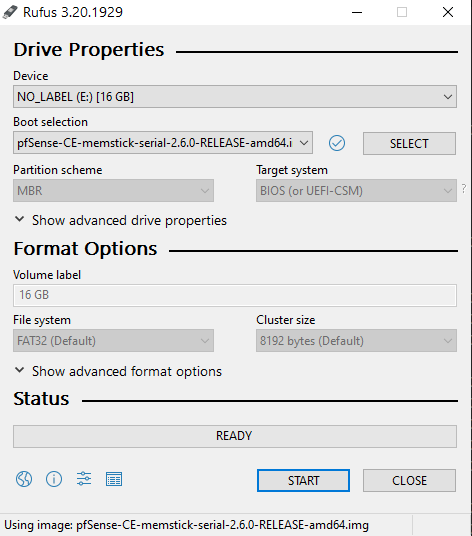 Rufus 3.20.1929
Drive Properties
Device
NO_LABEL (E:) [16 GB]
Boot selection
pfSense-CE-memstick-serial-2.6.0-RELEASE-amd64.i
SELECT
Partition scheme Target system
MBR BIOS (or UEFI-CSM) ?
Show advanced drive properties
Format Options
Volume label
16 GB
File system Cluster size
FAT32 (Default) 8192 bytes (Default)
Show advanced format options
Status
READY
START CLOSE
Using image: pfSense-CE-memstick-serial-2.6.0-RELEASE-amd64.img